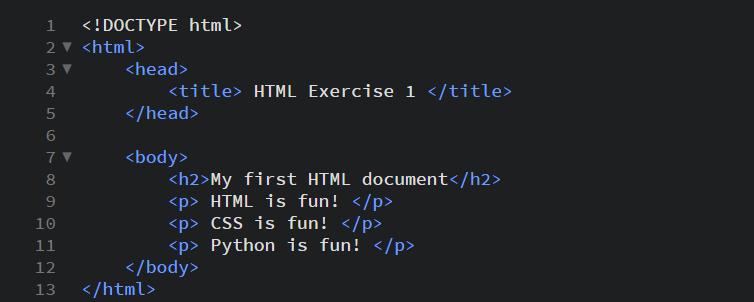 1 <!DOCTYPE html>
2 <html>
3 <head>
4 <title> HTML Exercise 1 </title>
5 </head>
6
7 <body>
8 <h2>My first HTML document</h2>
9 <p> HTML is fun! </p>
10 <p> CSS is fun! </p>
11 <p> Python is fun! </p>
12 </body>
13 </html>